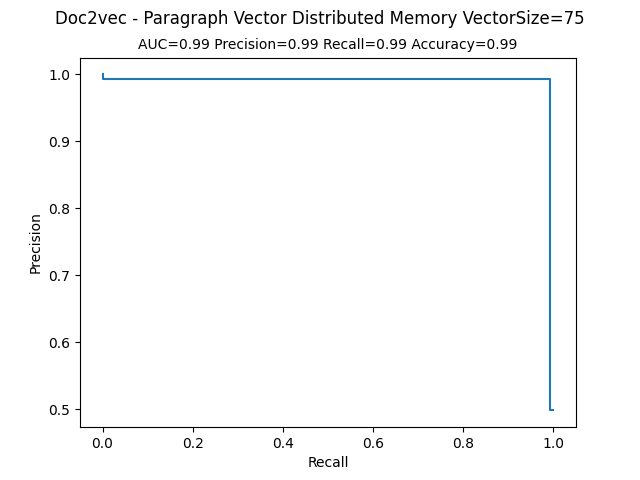 Doc2vec - Paragraph Vector Distributed Memory VectorSize=75
AUC=0.99 Precision=0.99 Recall=0.99 Accuracy=0.99
1.0
0.9
0.8
0.7
0.6
0.5
Precision
0.0 0.2 0.4 0.6 0.8 1.0
Recall